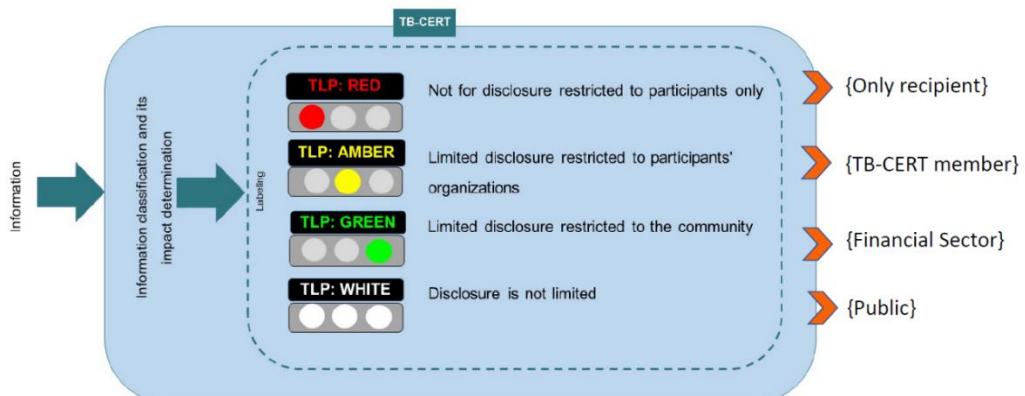 TB-CERT
Information
Information classification and its
impact determination
Labeling
TLP: RED
Not for disclosure restricted to participants only
{Only recipient}
TLP: AMBER
Limited disclosure restricted to participants'
organizations
{TB-CERT member}
TLP: GREEN
Limited disclosure restricted to the community
{Financial Sector}
TLP: WHITE
Disclosure is not limited
{Public}